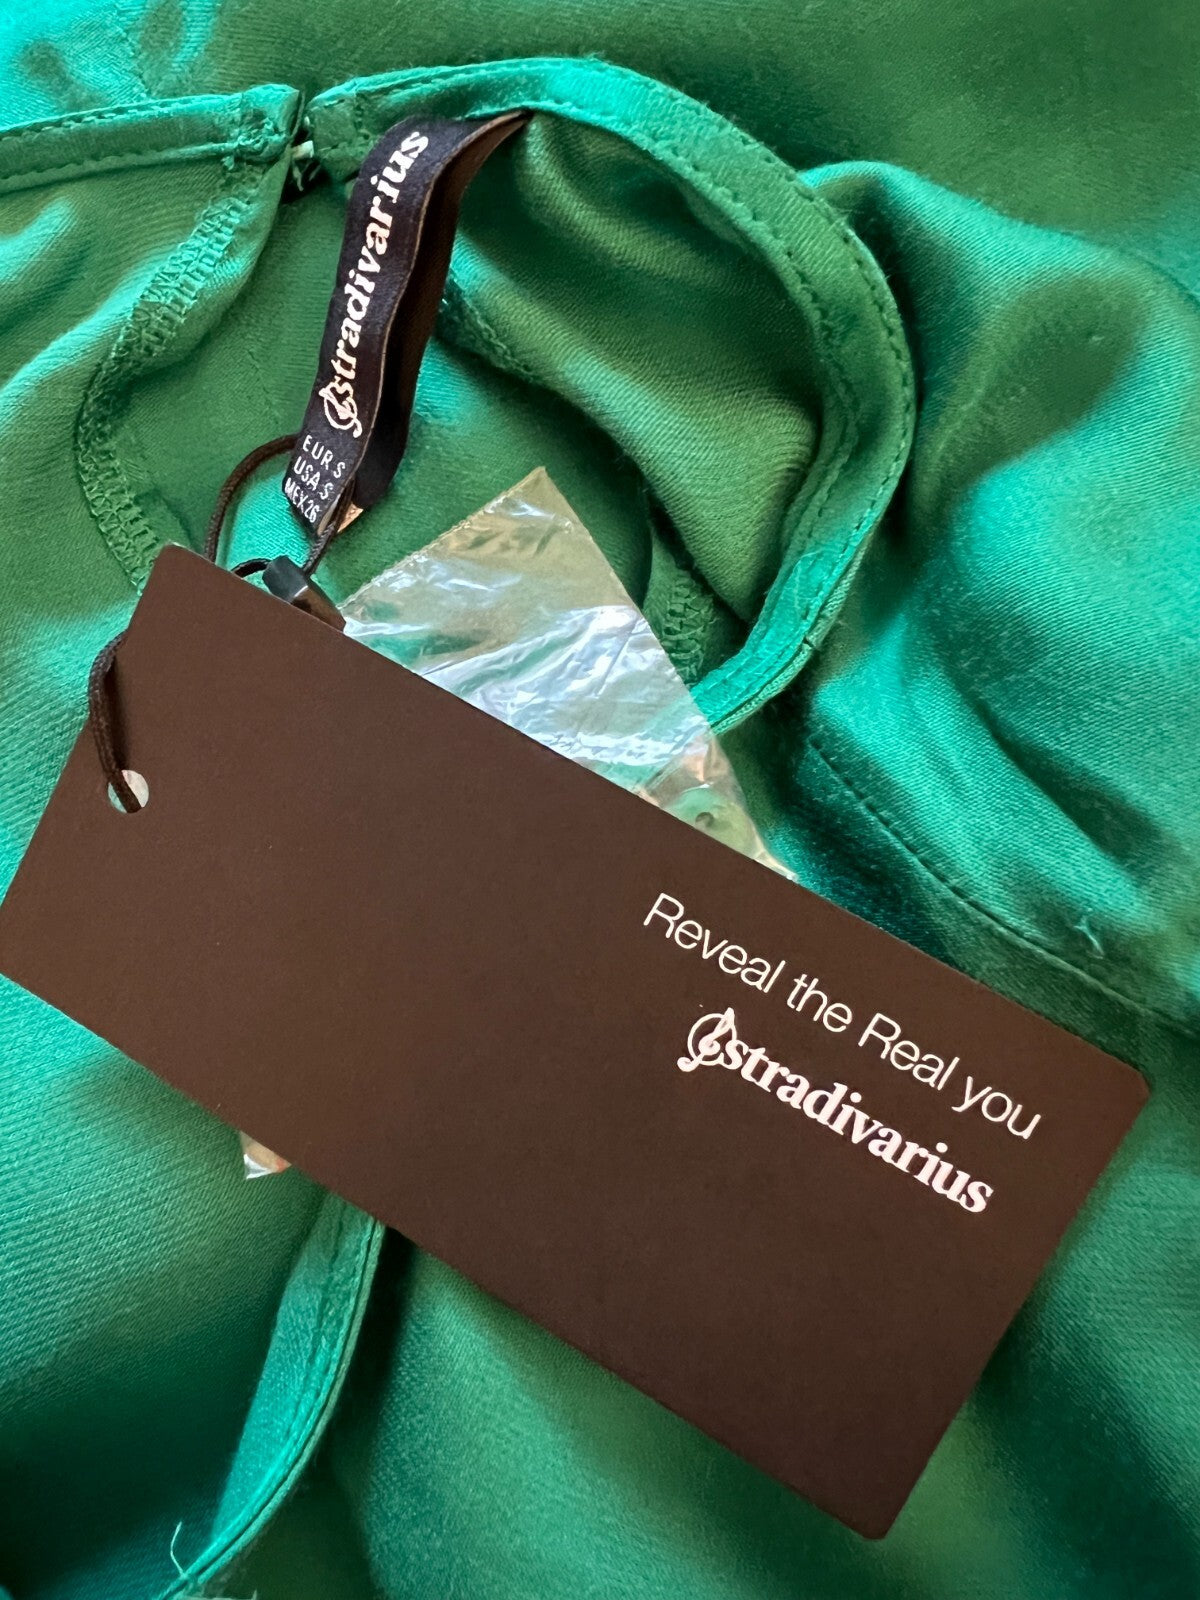 stradivarius
EUR S
USA S
MEX 26
Reveal the Real you
stradivarius